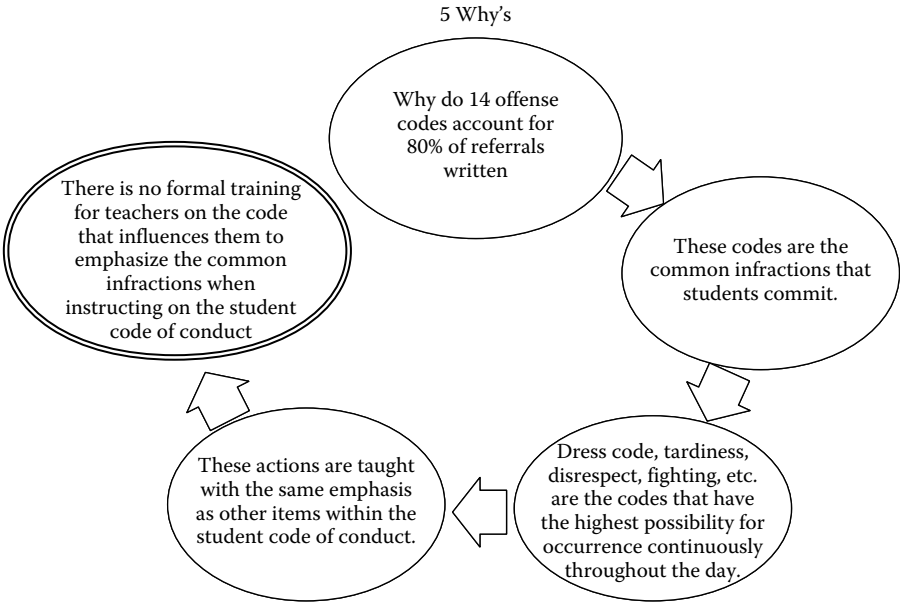 5 Why's
Why do 14 offense
codes account for
80% of referrals
written
These codes are the
common infractions that
students commit.
Dress code, tardiness,
disrespect, fighting, etc.
are the codes that have
the highest possibility for
occurrence continuously
throughout the day.
These actions are taught
with the same emphasis
as other items within the
student code of conduct.
There is no formal training
for teachers on the code
that influences them to
emphasize the common
infractions when
instructing on the student
code of conduct